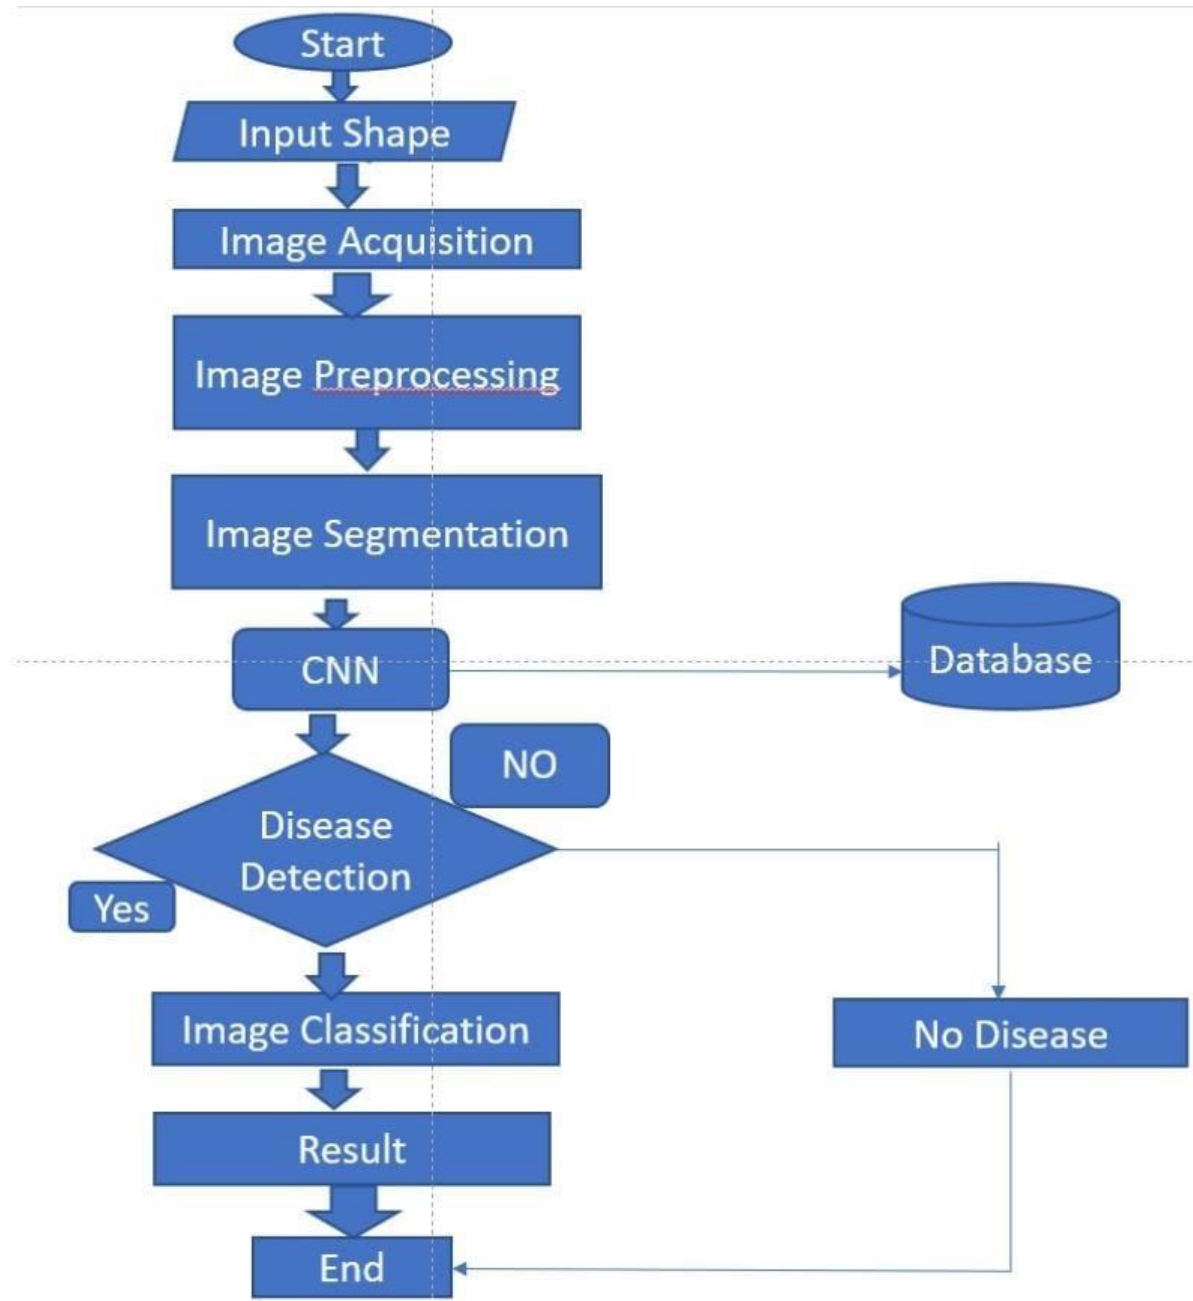 Start
Input Shape
Image Acquisition
Image Preprocessing
Image Segmentation
CNN
Database
NO
Disease
Detection
Yes
Image Classification
No Disease
Result
End